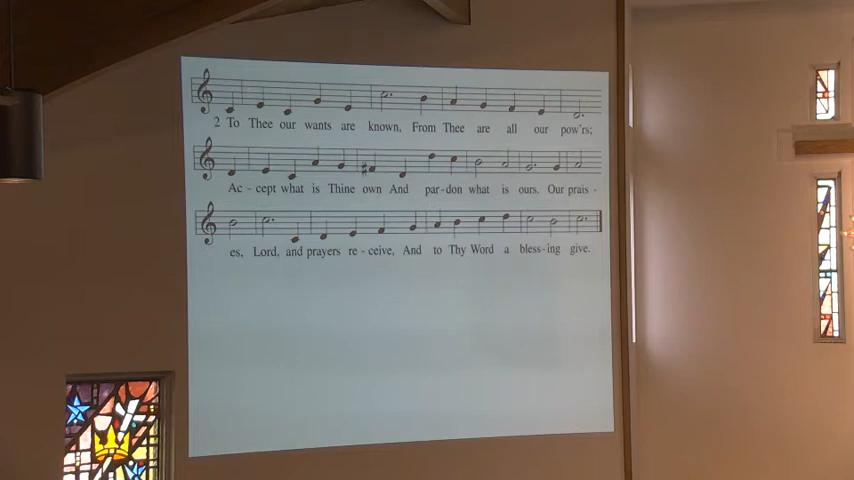 2 To Thee our wants are known, From Thee are all our pow'rs;
Ac - cept what is Thine own And par - don what is ours. Our prais -
es, Lord, and prayers re - ceive, And to Thy Word a bless - ing give.